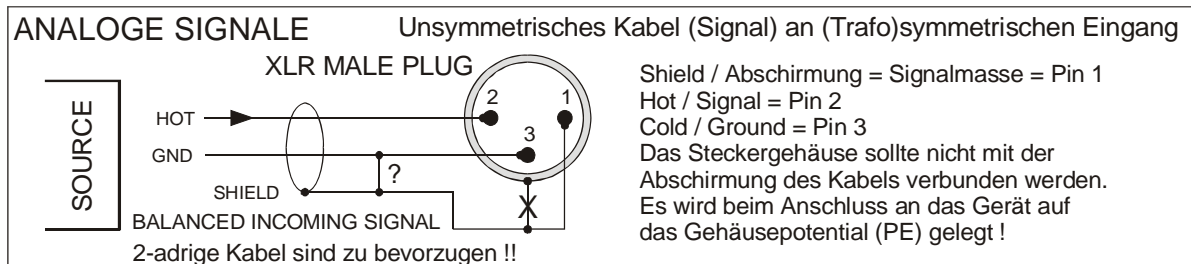 ANALOGE SIGNALE
Unsymmetrisches Kabel (Signal) an (Trafo)symmetrischen Eingang
XLR MALE PLUG
SOURCE
HOT
GND
SHIELD
?
2
1
3
X
BALANCED INCOMING SIGNAL
2-adrige Kabel sind zu bevorzugen !!
Shield / Abschirmung = Signalmasse = Pin 1
Hot / Signal = Pin 2
Cold / Ground = Pin 3
Das Steckergehäuse sollte nicht mit der
Abschirmung des Kabels verbunden werden.
Es wird beim Anschluss an das Gerät auf
das Gehäusepotential (PE) gelegt !